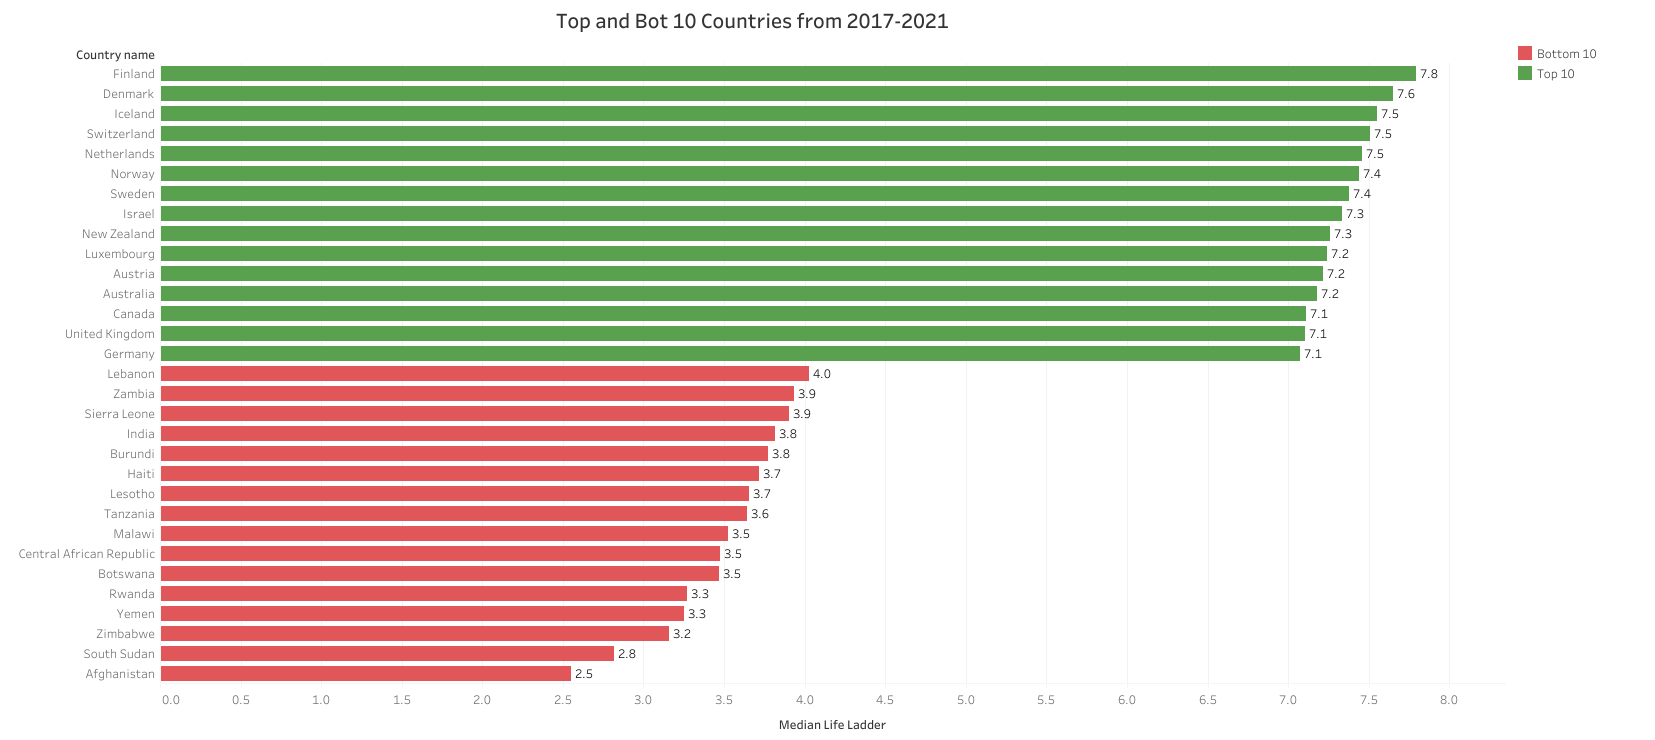 Top and Bot 10 Countries from 2017-2021
Country name
Bottom 10
Top 10
Finland 7.8
Denmark 7.6
Iceland 7.5
Switzerland 7.5
Netherlands 7.5
Norway 7.4
Sweden 7.4
Israel 7.3
New Zealand 7.3
Luxembourg 7.2
Austria 7.2
Australia 7.2
Canada 7.1
United Kingdom 7.1
Germany 7.1
Lebanon 4.0
Zambia 3.9
Sierra Leone 3.9
India 3.8
Burundi 3.8
Haiti 3.7
Lesotho 3.7
Tanzania 3.6
Malawi 3.5
Central African Republic 3.5
Botswana 3.5
Rwanda 3.3
Yemen 3.3
Zimbabwe 3.2
South Sudan 2.8
Afghanistan 2.5
0.0 0.5 1.0 1.5 2.0 2.5 3.0 3.5 4.0 4.5 5.0 5.5 6.0 6.5 7.0 7.5 8.0
Median Life Ladder